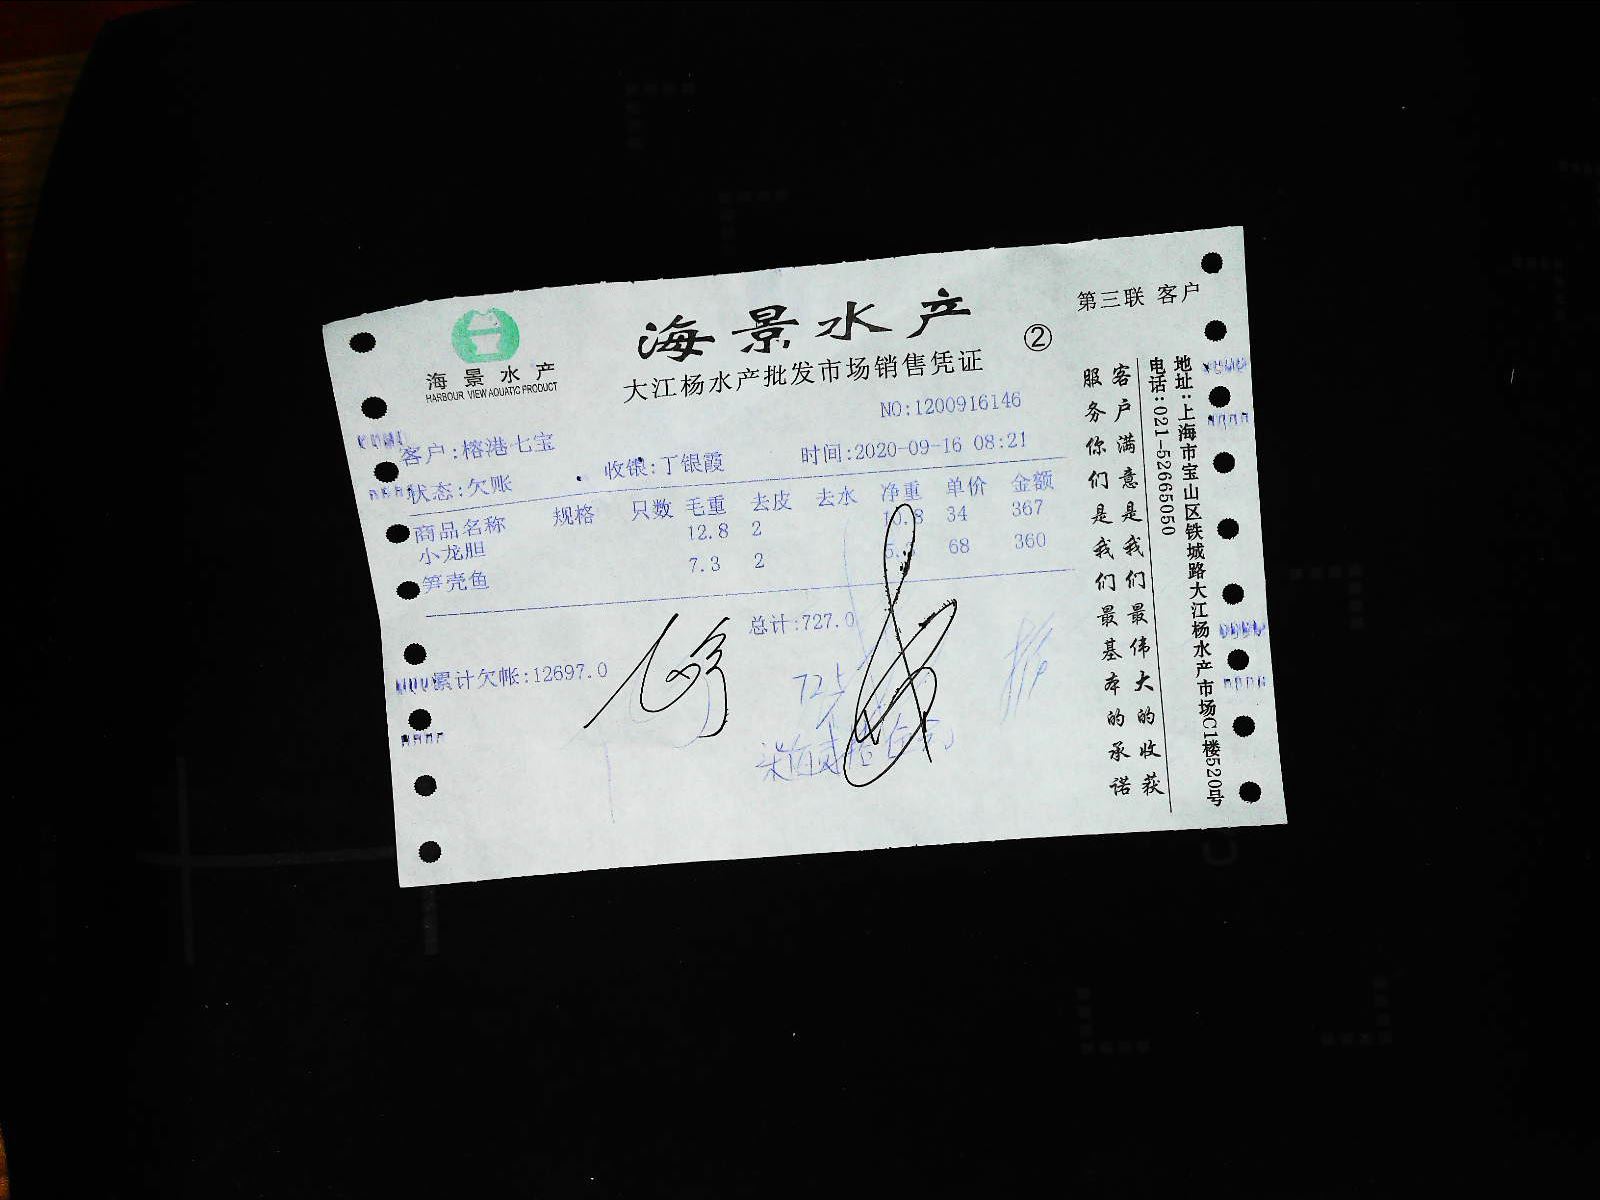 海景水产
HARBOUR VIEW AQUATIC PRODUCT
海景水产
大江杨水产批发市场销售凭证
②
第三联 客户
NO:1200916146
客户:榕港七宝
收银:丁银霞
时间:2020-09-16 08:21
状态:欠账
商品名称 规格 只数 毛重 去皮 去水 净重 单价 金额
小龙胆 12.8 2 10.8 34 367
笋壳鱼 7.3 2 68 360
总计:727.0
累计欠帐:12697.0
725
客户满意是我们最伟大的收获
服务你们是我们最基本的承诺
地址:上海市宝山区铁城路大江杨水产市场C1楼520号
电话:021-52665050